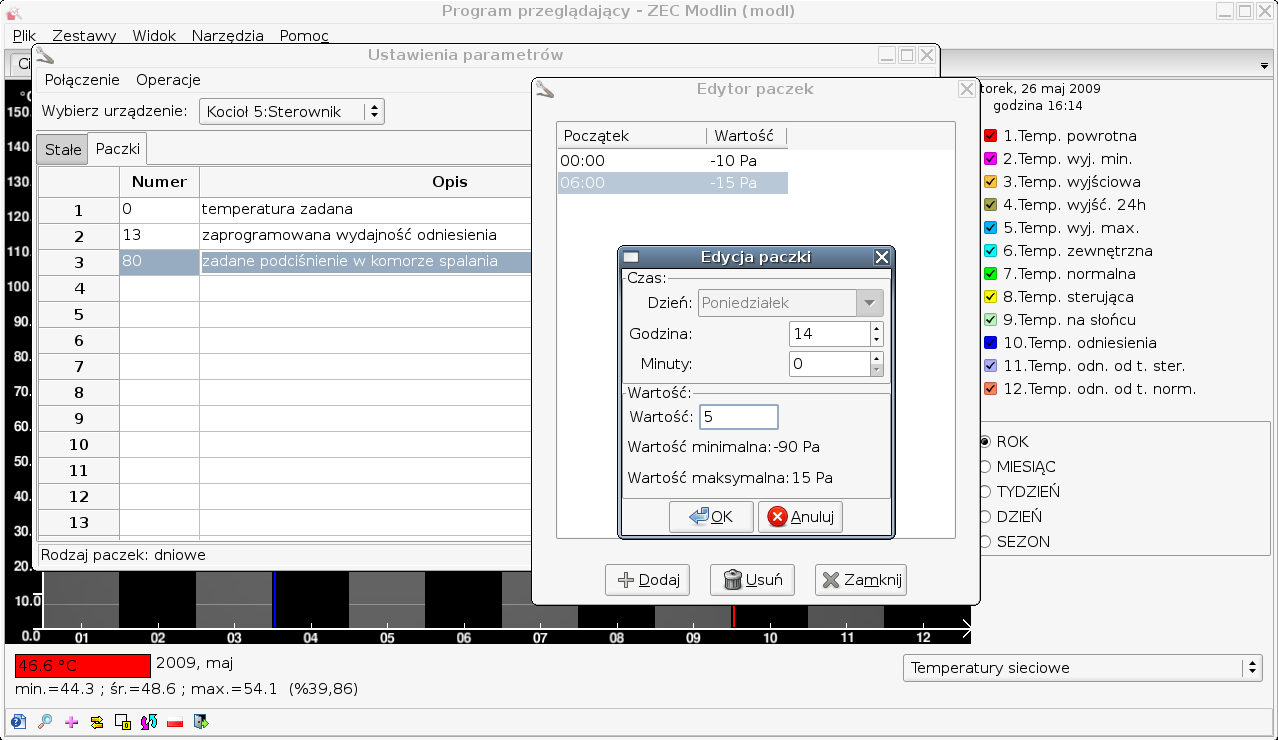 Program przeglądający - ZEC Modlin (modl)
Plik Zestawy Widok Narzędzia Pomoc
Ustawienia parametrów
Połączenie Operacje
Wybierz urządzenie: Kocioł 5:Sterownik
Stałe Paczki
Numer Opis
1 0 temperatura zadana
2 13 zaprogramowana wydajność odniesienia
3 80 zadane podciśnienie w komorze spalania
4
5
6
7
8
9
10
11
12
13
Rodzaj paczek: dniowe
Edytor paczek
Początek Wartość
00:00 -10 Pa
06:00 -15 Pa
Edycja paczki
Czas:
Dzień: Poniedziałek
Godzina: 14
Minuty: 0
Wartość:
Wartość: 5
Wartość minimalna: -90 Pa
Wartość maksymalna: 15 Pa
OK Anuluj
Dodaj Usuń Zamknij
torek, 26 maj 2009
godzina 16:14
1.Temp. powrotna
2.Temp. wyj. min.
3.Temp. wyjściowa
4.Temp. wyjść. 24h
5.Temp. wyj. max.
6.Temp. zewnętrzna
7.Temp. normalna
8.Temp. sterująca
9.Temp. na słońcu
10.Temp. odniesienia
11.Temp. odn. od t. ster.
12.Temp. odn. od t. norm.
ROK
MIESIĄC
TYDZIEŃ
DZIEŃ
SEZON
150.
140.
130.
120.
110.
100.
90.
80.
70.
60.
50.
40.
30.
20.
10.0
0.0
01 02 03 04 05 06 07 08 09 10 11 12
46.6 °C 2009, maj
min.=44.3 ; śr.=48.6 ; max.=54.1 (%39,86)
Temperatury sieciowe